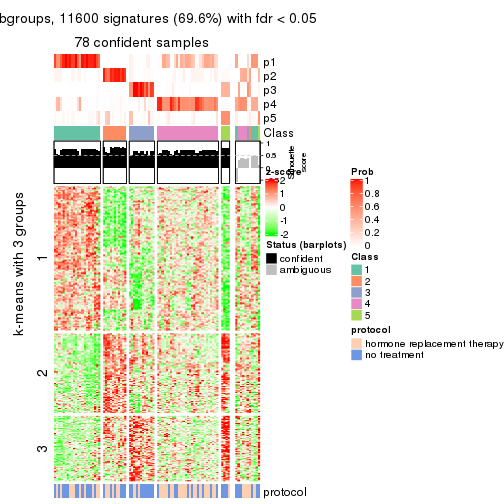 bgroups, 11600 signatures (69.6%) with fdr < 0.05
78 confident samples
p1
p2
p3
p4
p5
Class
1
0.5
0
Silhouette
score
z-score
2
1
0
-1
-2
Status (barplots)
confident
ambiguous
Prob
1
0.8
0.6
0.4
0.2
0
Class
1
2
3
4
5
protocol
hormone replacement therapy
no treatment
k-means with 3 groups
1
2
3
protocol